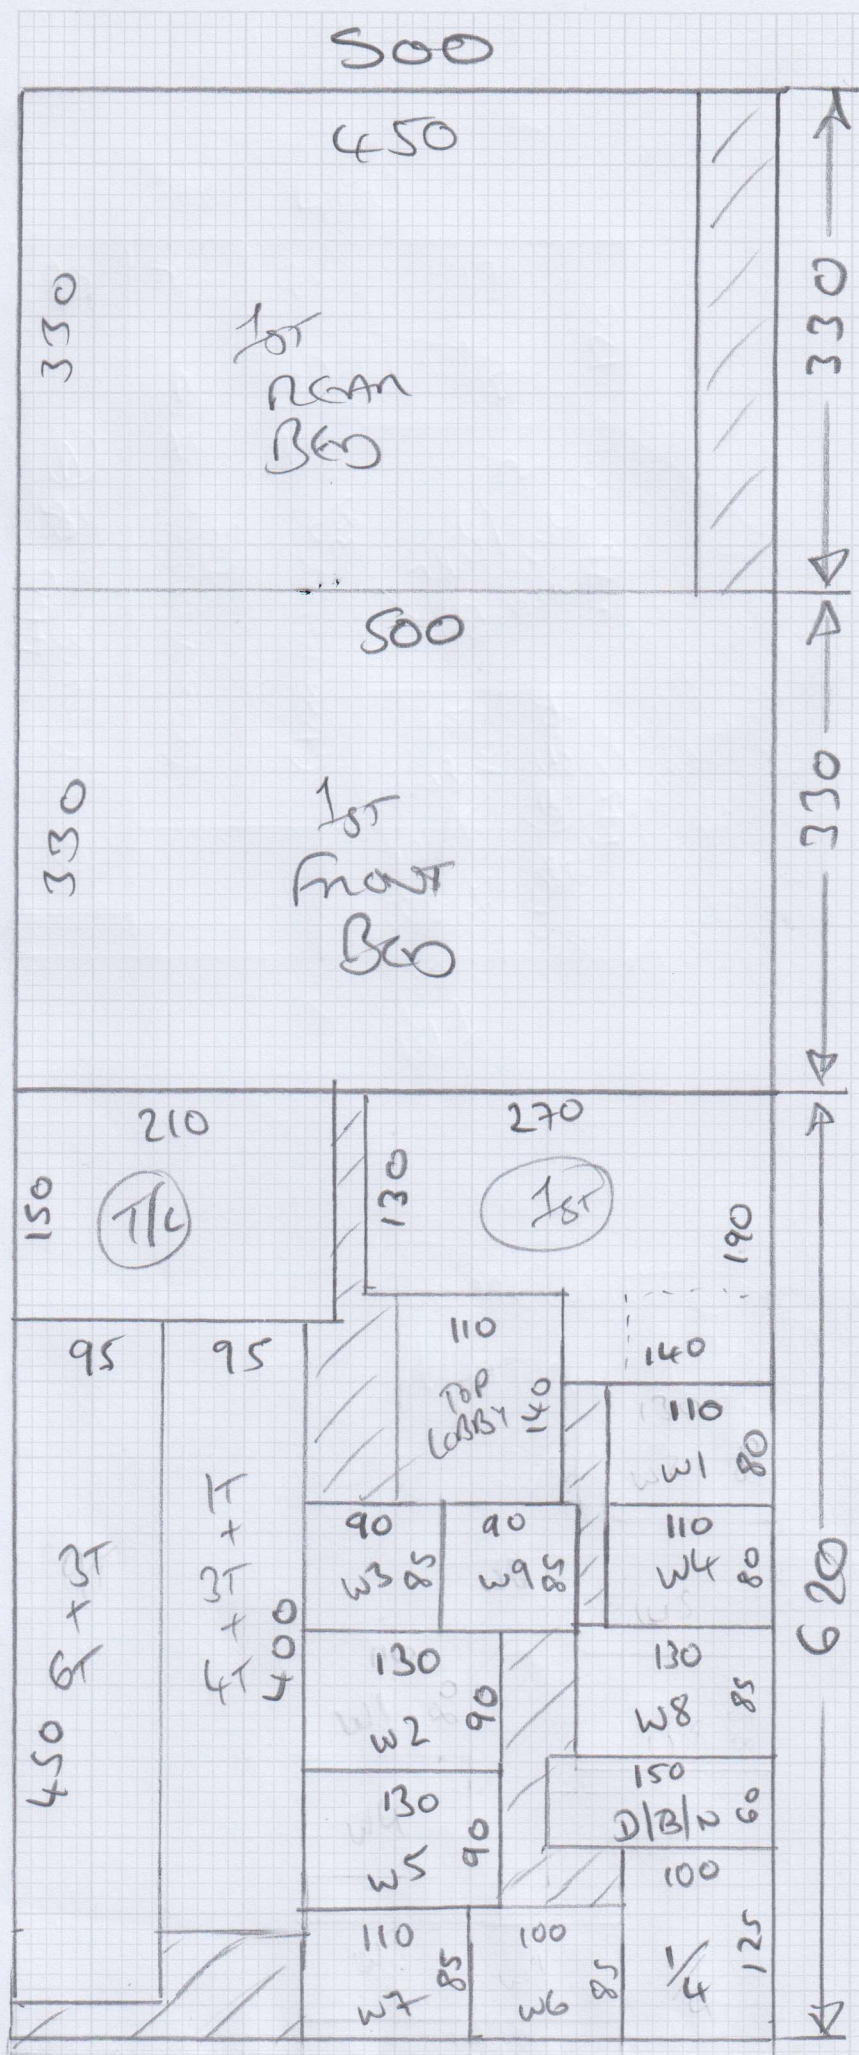 500
450
330
1ST
REAR
BED
330
500
330
1ST
FRONT
BED
330
210
150
T/L
270
130
1ST
190
95
95
110
TOP
LOBBY
140
140
110
W1
80
450 6T + 3T
4T + 3T + 1T
400
90
W3
85
90
W9
85
110
W4
80
620
130
W2
90
130
W8
85
130
W5
90
150
D/B/N
60
110
W7
85
100
W6
85
100
1/4
125